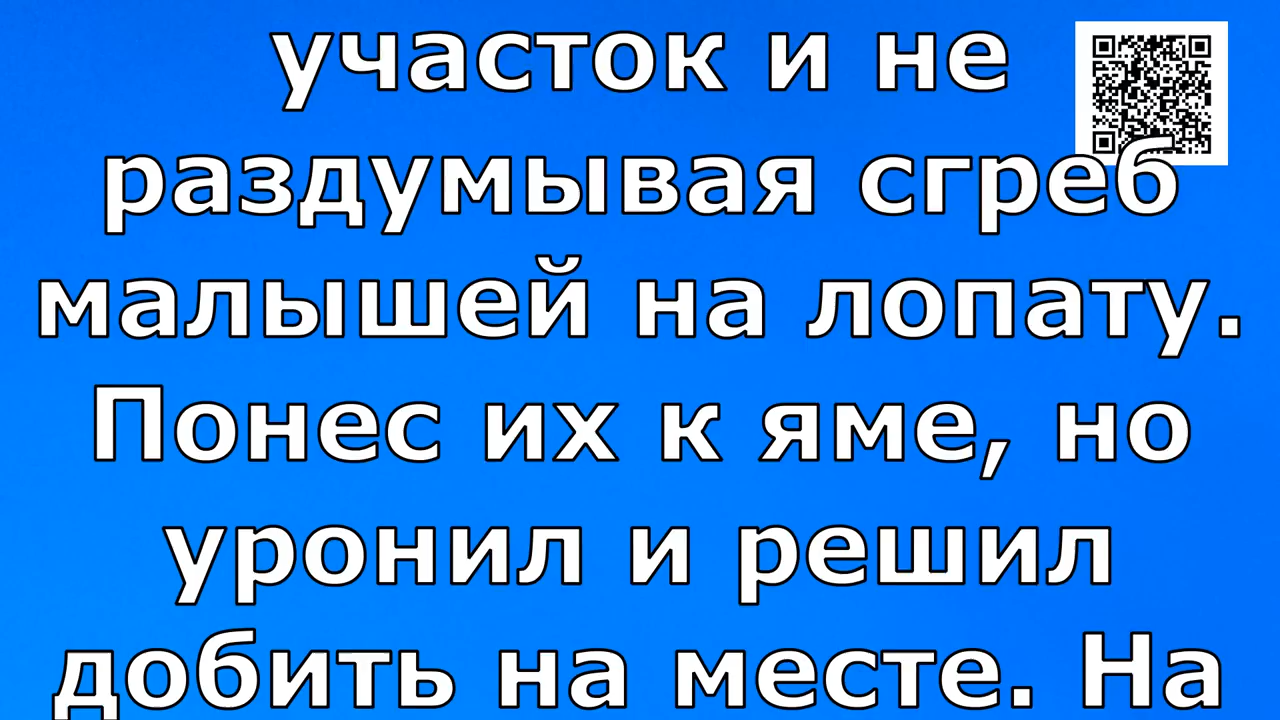 участок и не
раздумывая сгреб
малышей на лопату.
Понес их к яме, но
уронил и решил
добить на месте. На